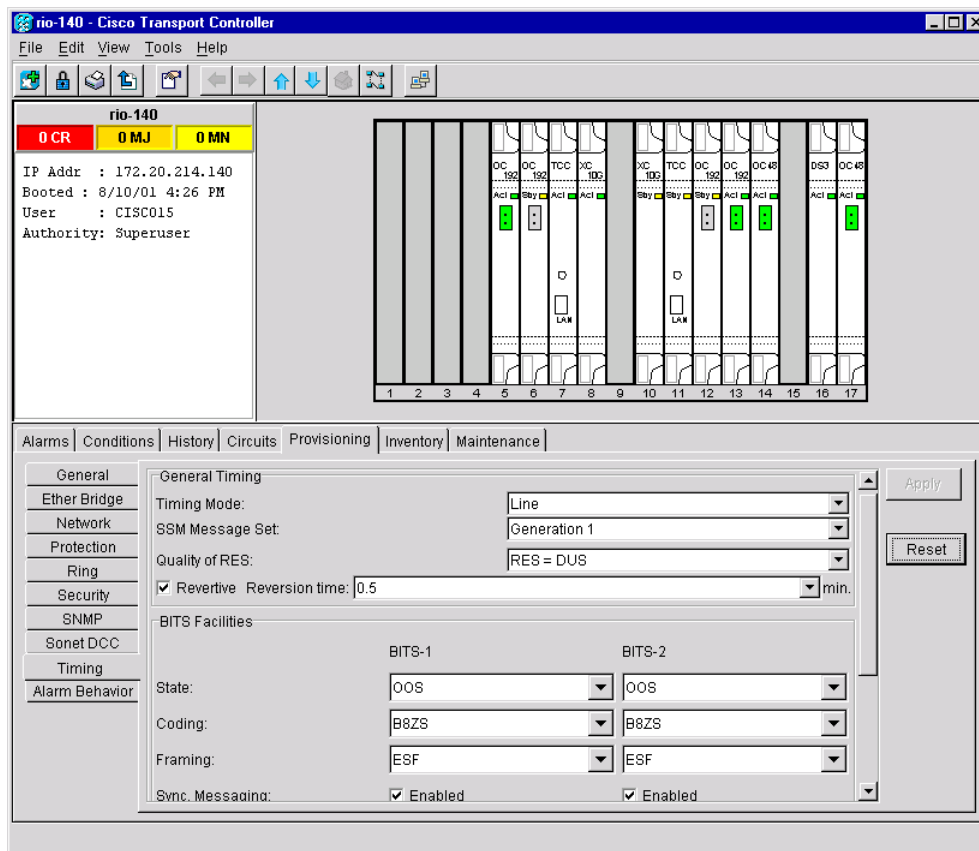 rio-140 - Cisco Transport Controller
File Edit View Tools Help
rio-140
0 CR 0 MJ 0 MN
IP Addr : 172.20.214.140
Booted : 8/10/01 4:26 PM
User : CISCO15
Authority: Superuser
OC 192 OC 192 TCC XC 10G XC 10G TCC OC 192 OC 192 OC48 DS3 OC48
Act Sby Act Act Sby Sby Sby Act Act Act Act
LAN LAN
1 2 3 4 5 6 7 8 9 10 11 12 13 14 15 16 17
Alarms Conditions History Circuits Provisioning Inventory Maintenance
General
Ether Bridge
Network
Protection
Ring
Security
SNMP
Sonet DCC
Timing
Alarm Behavior
General Timing
Timing Mode: Line
SSM Message Set: Generation 1
Quality of RES: RES = DUS
Revertive Reversion time: 0.5 min.
BITS Facilities
BITS-1 BITS-2
State: OOS OOS
Coding: B8ZS B8ZS
Framing: ESF ESF
Sync. Messaging: Enabled Enabled
Apply
Reset